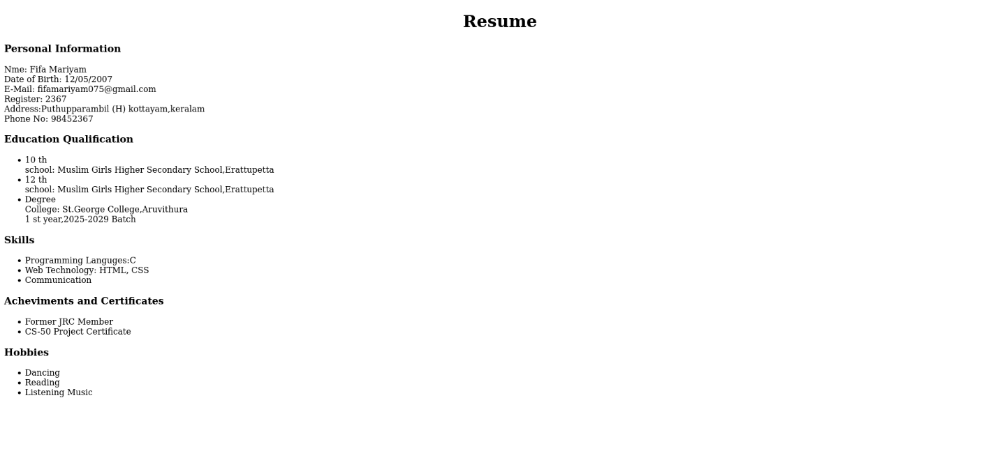 Resume
Personal Information
Nme: Fifa Mariyam
Date of Birth: 12/05/2007
E-Mail: fifamariyam075@gmail.com
Register: 2367
Address:Puthupparambil (H) kottayam,keralam
Phone No: 98452367
Education Qualification
• 10 th
school: Muslim Girls Higher Secondary School,Erattupetta
• 12 th
school: Muslim Girls Higher Secondary School,Erattupetta
• Degree
College: St.George College,Aruvithura
1 st year,2025-2029 Batch
Skills
• Programming Languges:C
• Web Technology: HTML, CSS
• Communication
Acheviments and Certificates
• Former JRC Member
• CS-50 Project Certificate
Hobbies
• Dancing
• Reading
• Listening Music